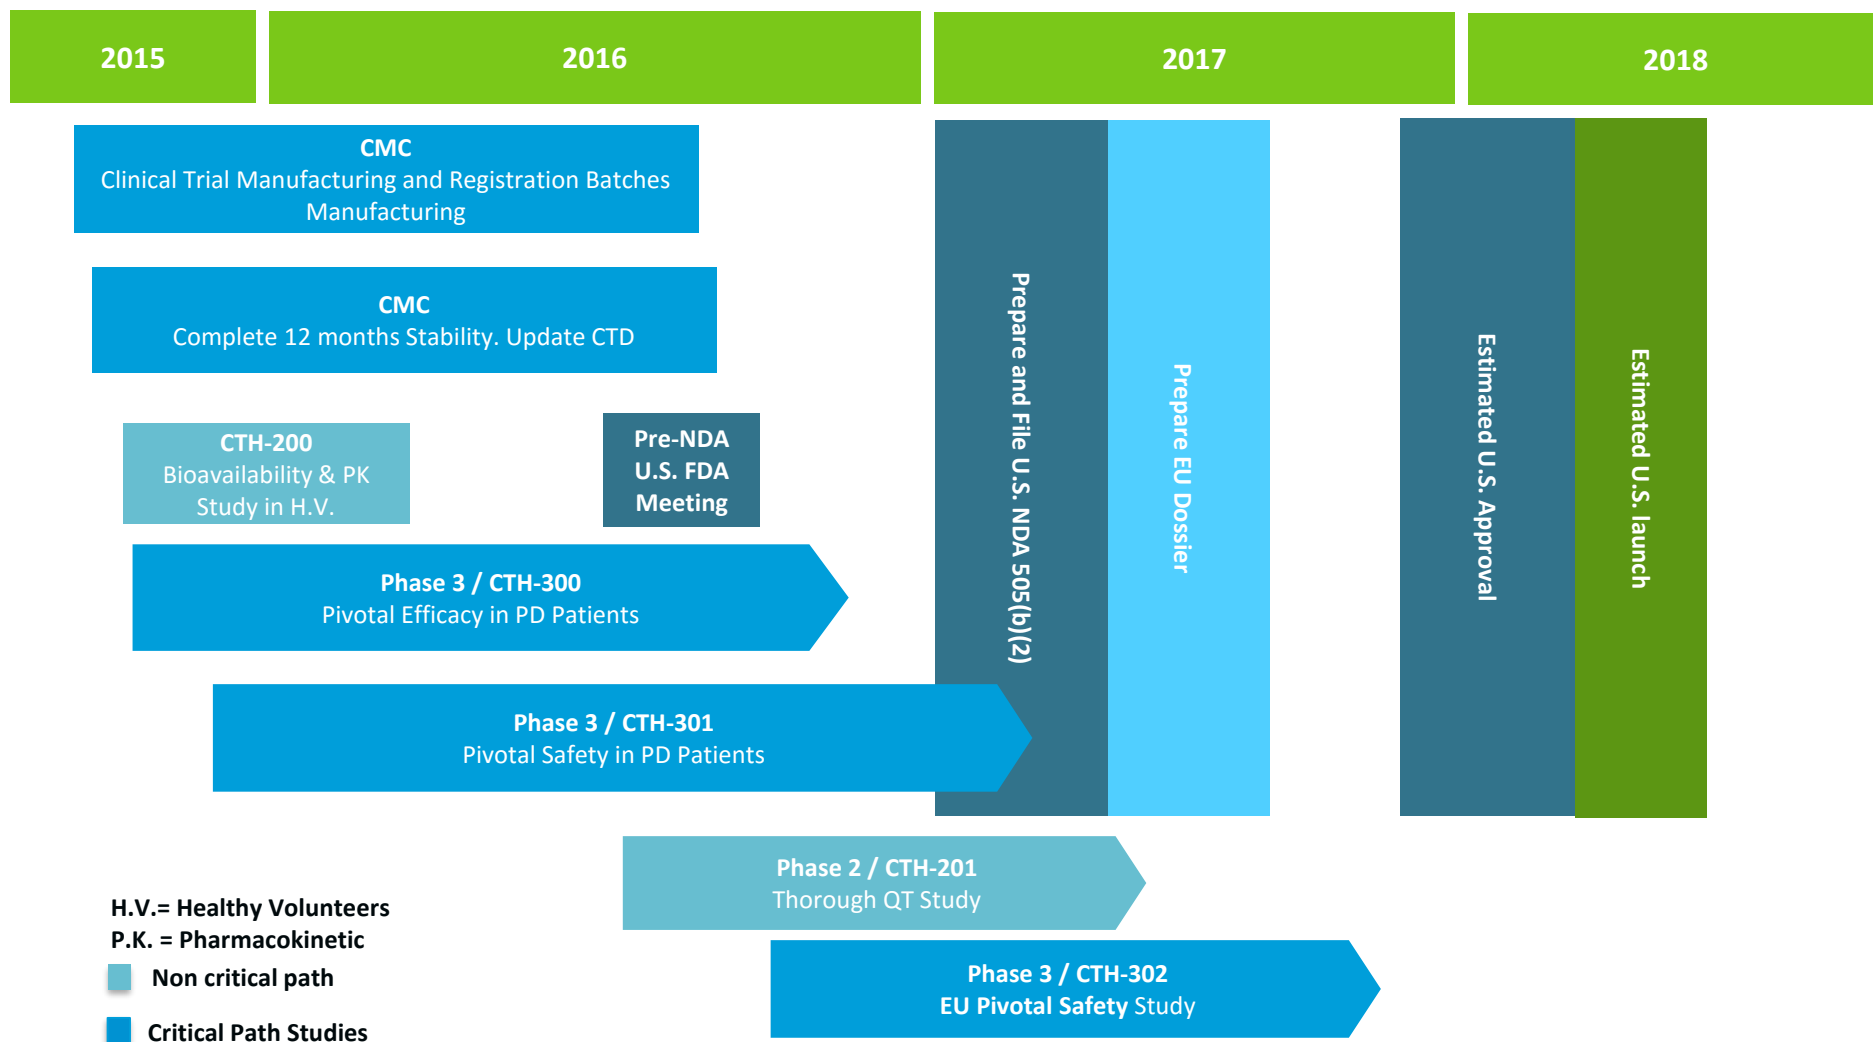 2015
2016
2017
2018
CMC
Clinical Trial Manufacturing and Registration Batches
Manufacturing
CMC
Complete 12 months Stability. Update CTD
CTH-200
Bioavailability & PK
Study in H.V.
Pre-NDA
U.S. FDA
Meeting
Phase 3 / CTH-300
Pivotal Efficacy in PD Patients
Phase 3 / CTH-301
Pivotal Safety in PD Patients
Prepare and File U.S. NDA 505(b)(2)
Prepare EU Dossier
Estimated U.S. Approval
Estimated U.S. launch
Phase 2 / CTH-201
Thorough QT Study
Phase 3 / CTH-302
EU Pivotal Safety Study
H.V.= Healthy Volunteers
P.K. = Pharmacokinetic
Non critical path
Critical Path Studies